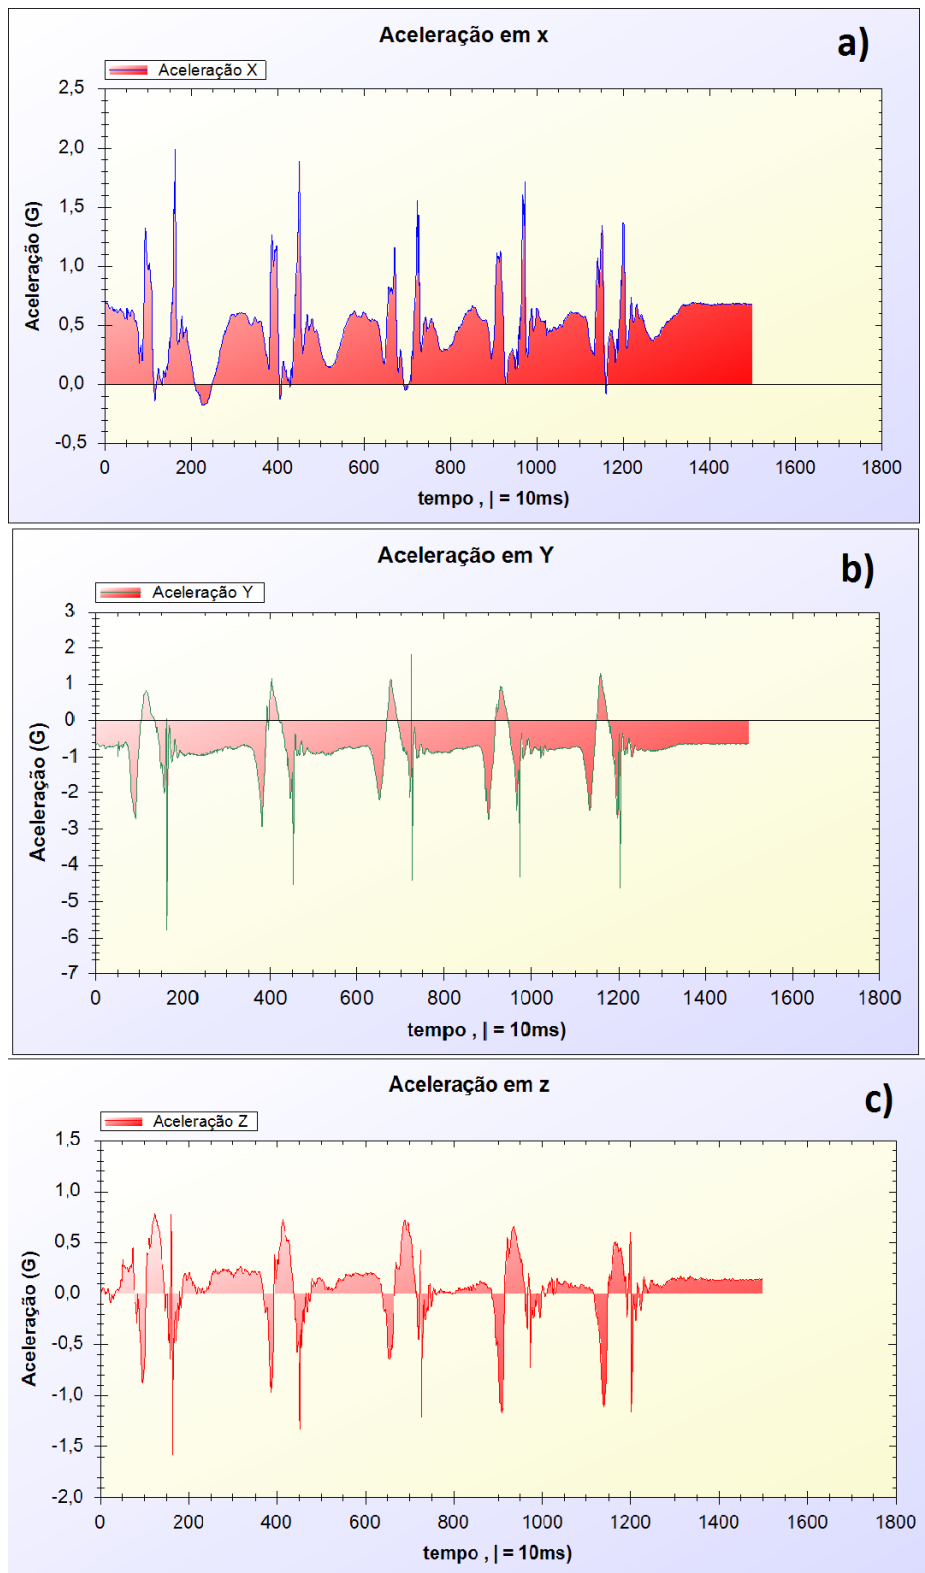 Aceleração em x
a)
Aceleração X
Aceleração (G)
2,5
2,0
1,5
1,0
0,5
0,0
-0,5
0 200 400 600 800 1000 1200 1400 1600 1800
tempo , | = 10ms)
Aceleração em Y
b)
Aceleração Y
Aceleração (G)
3
2
1
0
-1
-2
-3
-4
-5
-6
-7
0 200 400 600 800 1000 1200 1400 1600 1800
tempo , | = 10ms)
Aceleração em z
c)
Aceleração Z
Aceleração (G)
1,5
1,0
0,5
0,0
-0,5
-1,0
-1,5
-2,0
0 200 400 600 800 1000 1200 1400 1600 1800
tempo , | = 10ms)